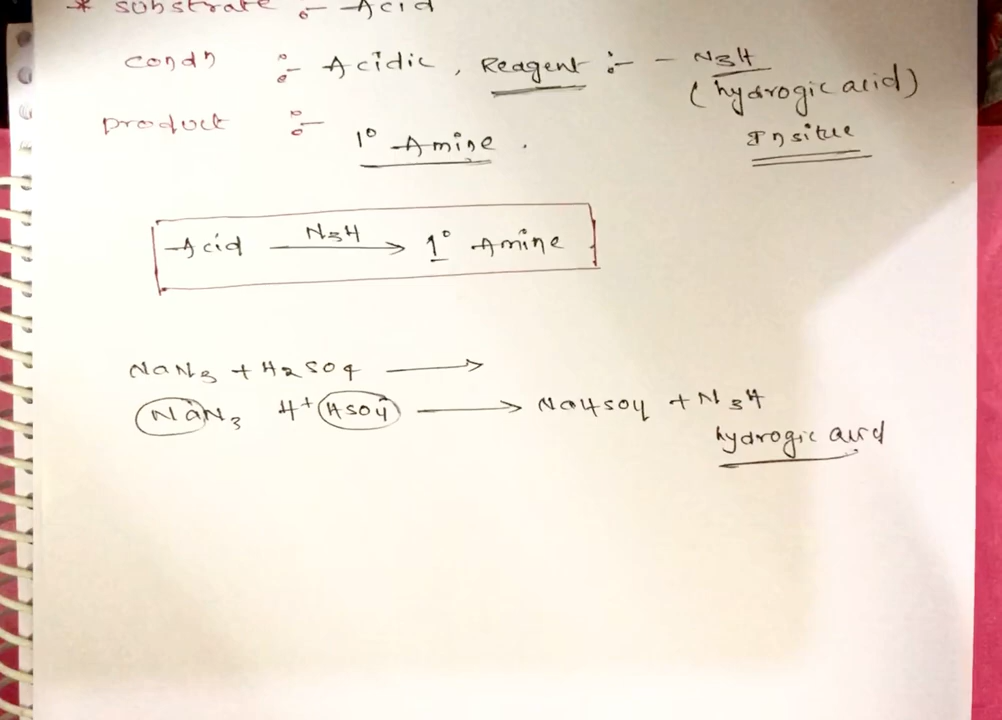 * substrate :- Acid
condn :- Acidic, Reagent :- - N3H
(hydrogic acid)
Insitue
product :- 1° Amine.
Acid N3H → 1° Amine
NaN3 + H2SO4 →
NaN3 H+ HSO4 → NaHSO4 + N3H
hydrogic acid